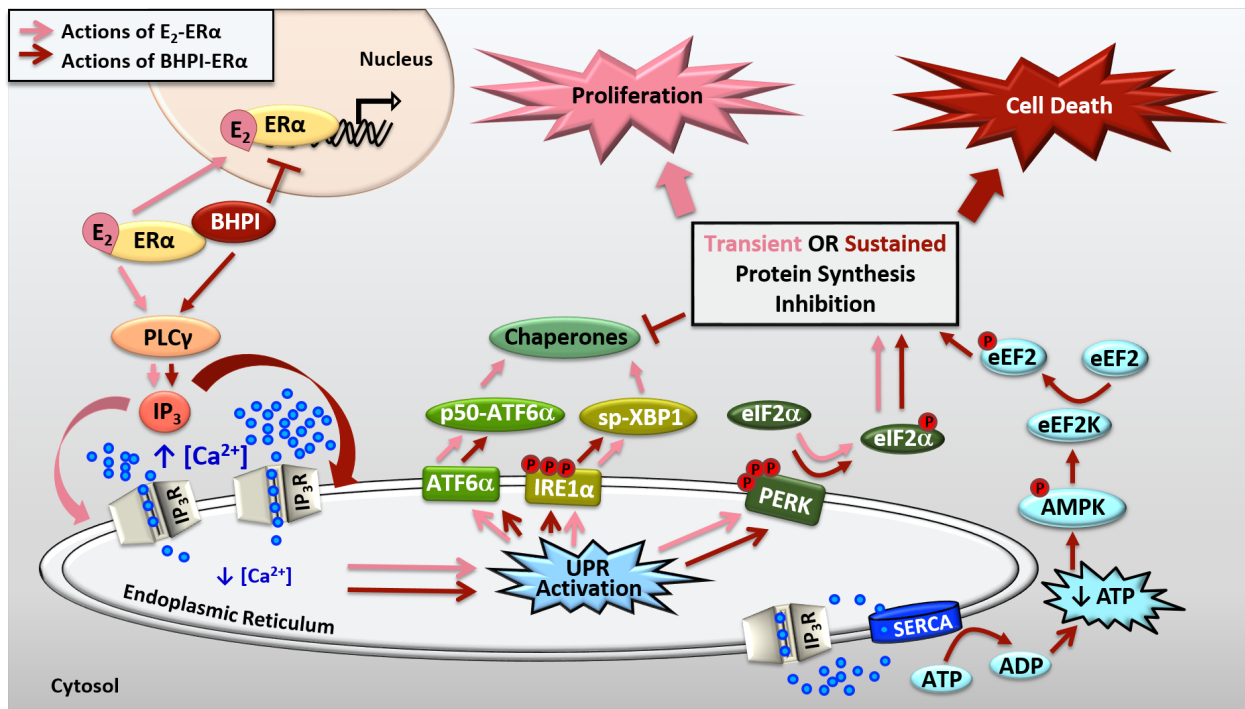 Actions of E₂-ERα
Actions of BHPI-ERα
Nucleus
E₂
ERα
Proliferation
Cell Death
BHPI
E₂
ERα
Transient OR Sustained
Protein Synthesis
Inhibition
PLCγ
Chaperones
P
eEF2
eEF2
IP₃
p50-ATF6α
sp-XBP1
eIF2α
P
eIF2α
eEF2K
↑ [Ca²⁺]
IP₃R
IP₃R
ATF6α
P P P
IRE1α
P P P
PERK
P
AMPK
↓ [Ca²⁺]
UPR
Activation
Endoplasmic Reticulum
↓ ATP
IP₃R
SERCA
ATP
ADP
Cytosol